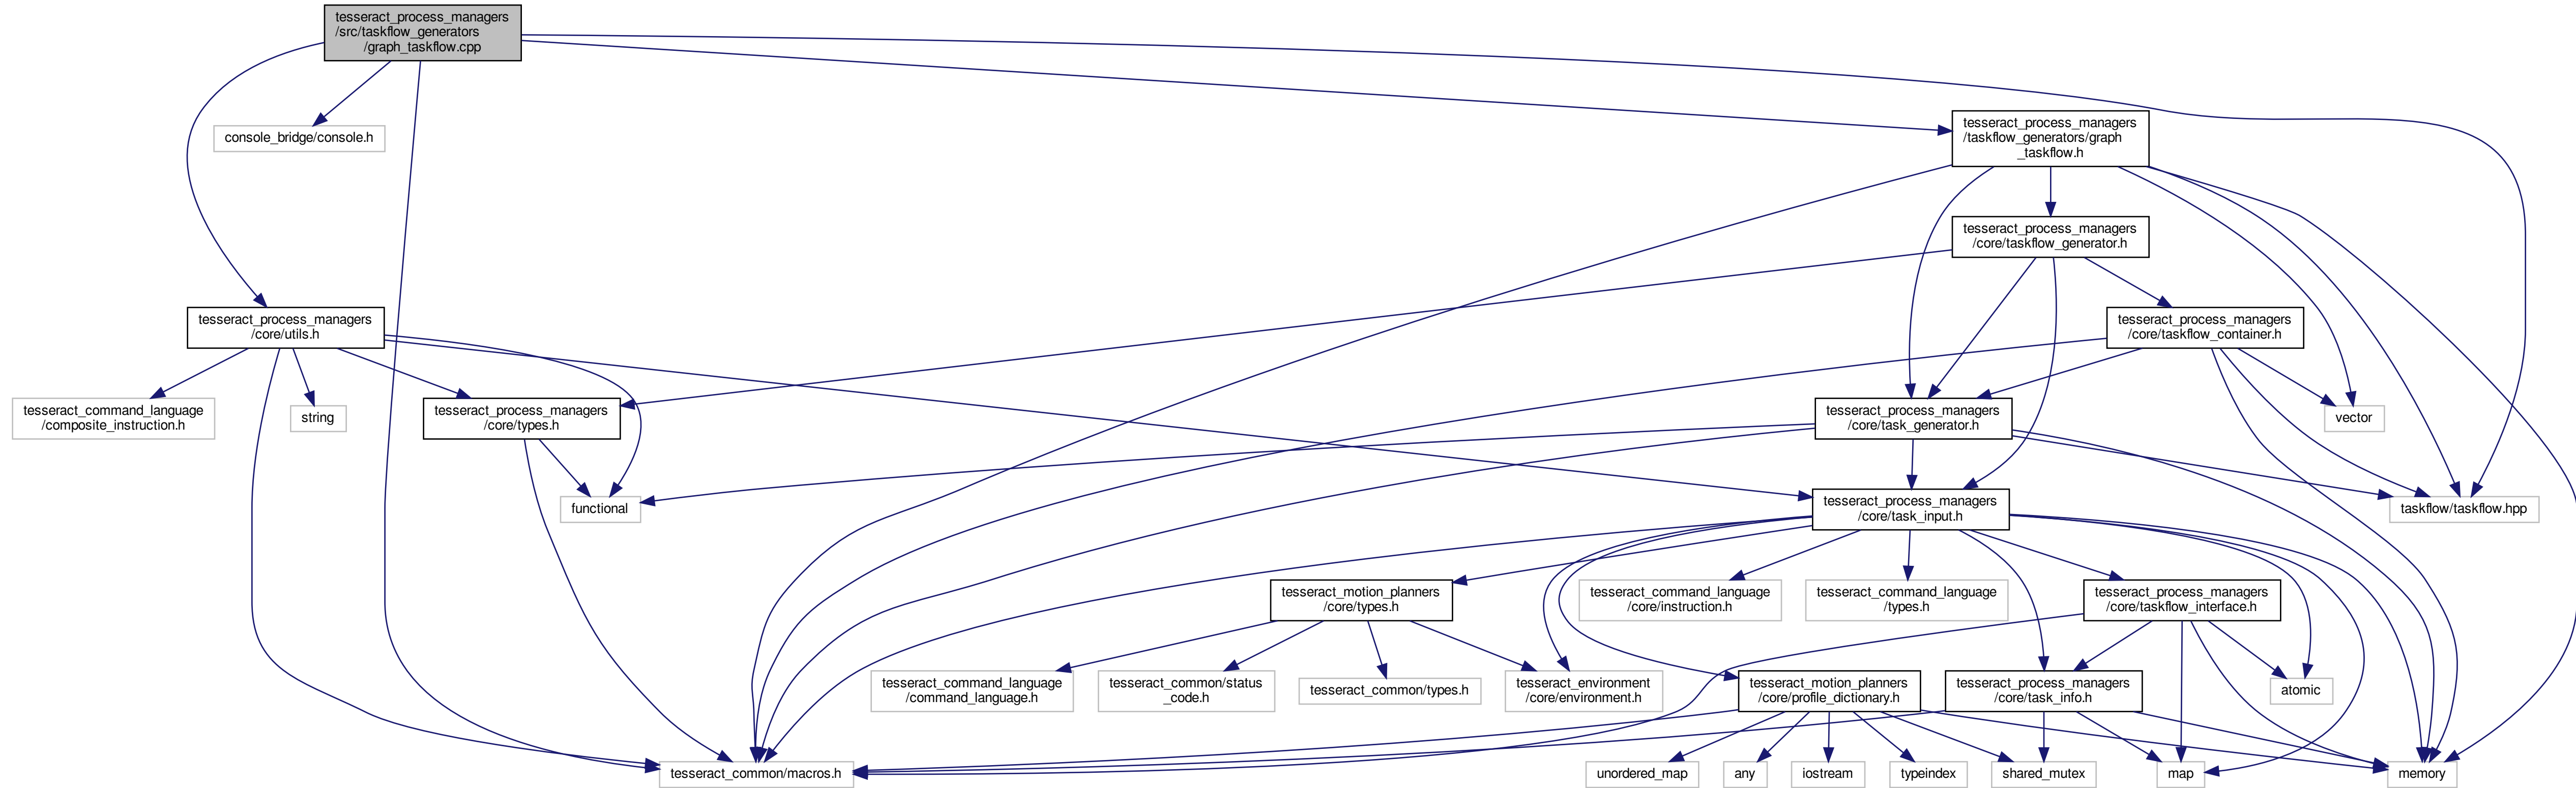 tesseract_process_managers
/src/taskflow_generators
/graph_taskflow.cpp
console_bridge/console.h
tesseract_process_managers
/taskflow_generators/graph
_taskflow.h
tesseract_process_managers
/core/taskflow_generator.h
tesseract_process_managers
/core/utils.h
tesseract_process_managers
/core/taskflow_container.h
tesseract_command_language
/composite_instruction.h
string
tesseract_process_managers
/core/types.h
tesseract_process_managers
/core/task_generator.h
vector
functional
tesseract_process_managers
/core/task_input.h
taskflow/taskflow.hpp
tesseract_motion_planners
/core/types.h
tesseract_command_language
/core/instruction.h
tesseract_command_language
/types.h
tesseract_process_managers
/core/taskflow_interface.h
tesseract_command_language
/command_language.h
tesseract_common/status
_code.h
tesseract_common/types.h
tesseract_environment
/core/environment.h
tesseract_motion_planners
/core/profile_dictionary.h
tesseract_process_managers
/core/task_info.h
atomic
tesseract_common/macros.h
unordered_map
any
iostream
typeindex
shared_mutex
map
memory